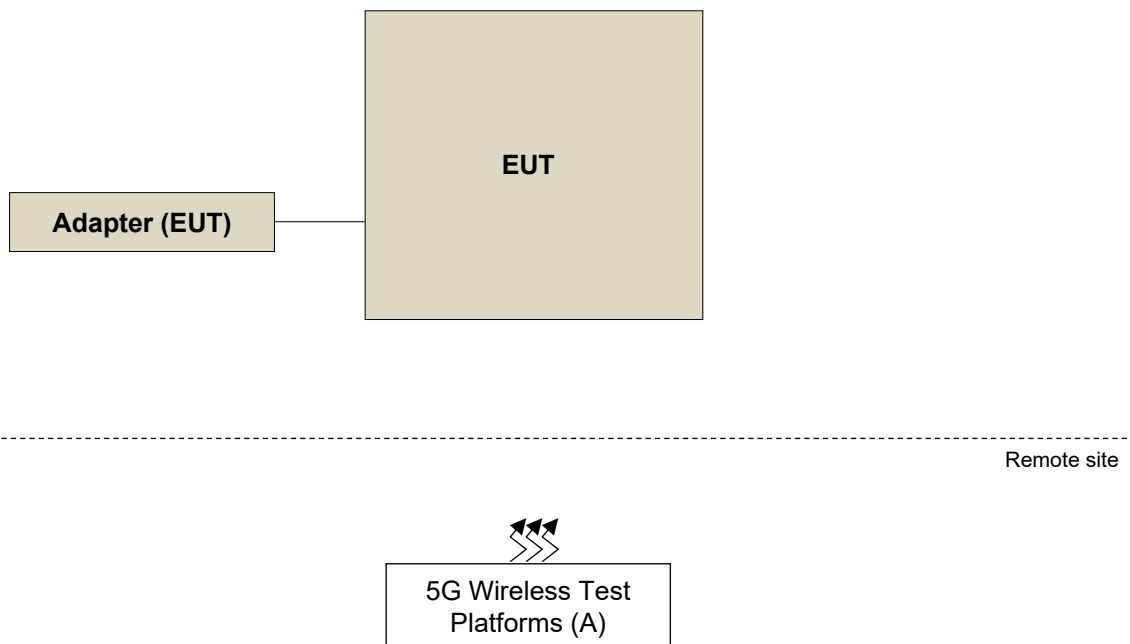 EUT
Adapter (EUT)
Remote site
5G Wireless Test
Platforms (A)